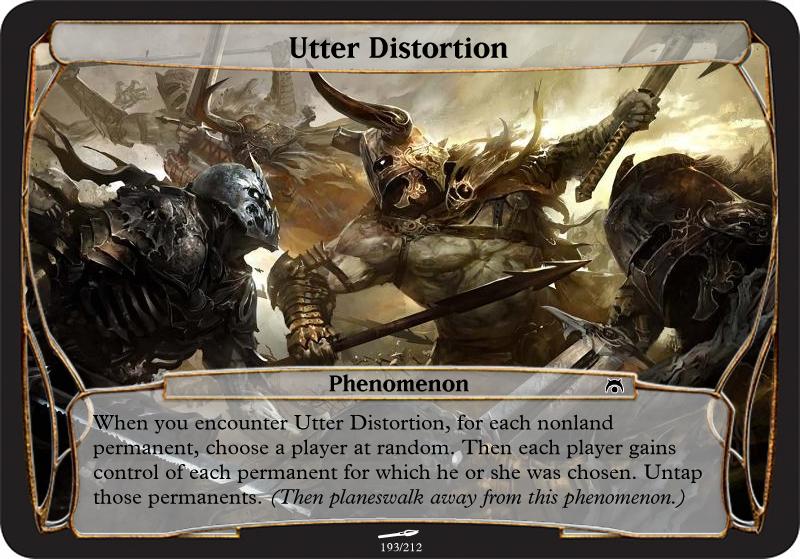 Utter Distortion
Phenomenon
When you encounter Utter Distortion, for each nonland
permanent, choose a player at random. Then each player gains
control of each permanent for which he or she was chosen. Untap
those permanents. (Then planeswalk away from this phenomenon.)
193/212